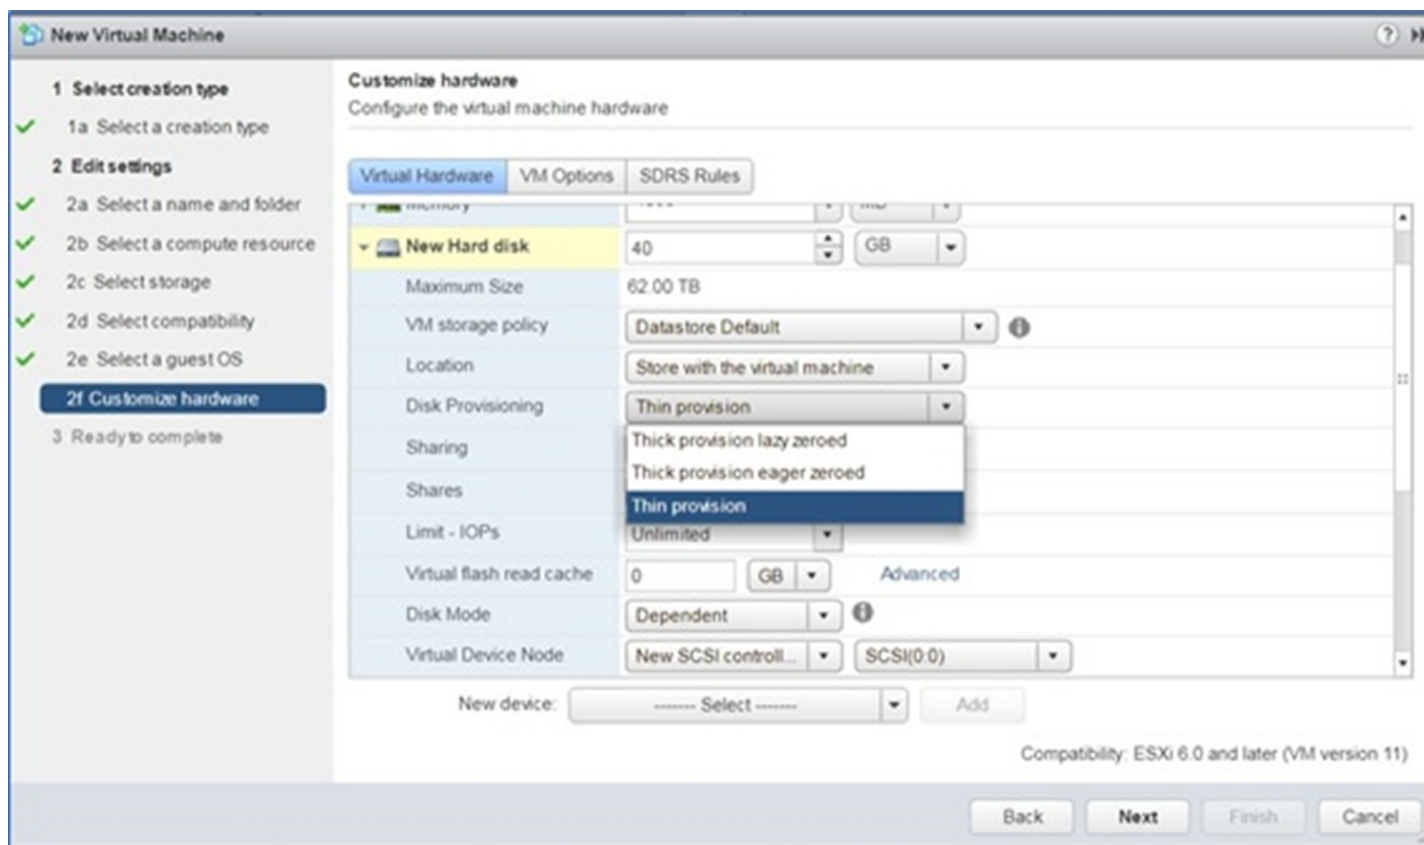 New Virtual Machine
1 Select creation type
1a Select a creation type
2 Edit settings
2a Select a name and folder
2b Select a compute resource
2c Select storage
2d Select compatibility
2e Select a guest OS
2f Customize hardware
3 Ready to complete
Customize hardware
Configure the virtual machine hardware
Virtual Hardware VM Options SDRS Rules
Memory MB
New Hard disk 40 GB
Maximum Size 62.00 TB
VM storage policy Datastore Default
Location Store with the virtual machine
Disk Provisioning Thin provision
Thick provision lazy zeroed
Sharing
Thick provision eager zeroed
Shares
Thin provision
Limit - IOPs Unlimited
Virtual flash read cache 0 GB Advanced
Disk Mode Dependent
Virtual Device Node New SCSI controll... SCSI(0:0)
New device: ------- Select ------- Add
Compatibility: ESXi 6.0 and later (VM version 11)
Back Next Finish Cancel